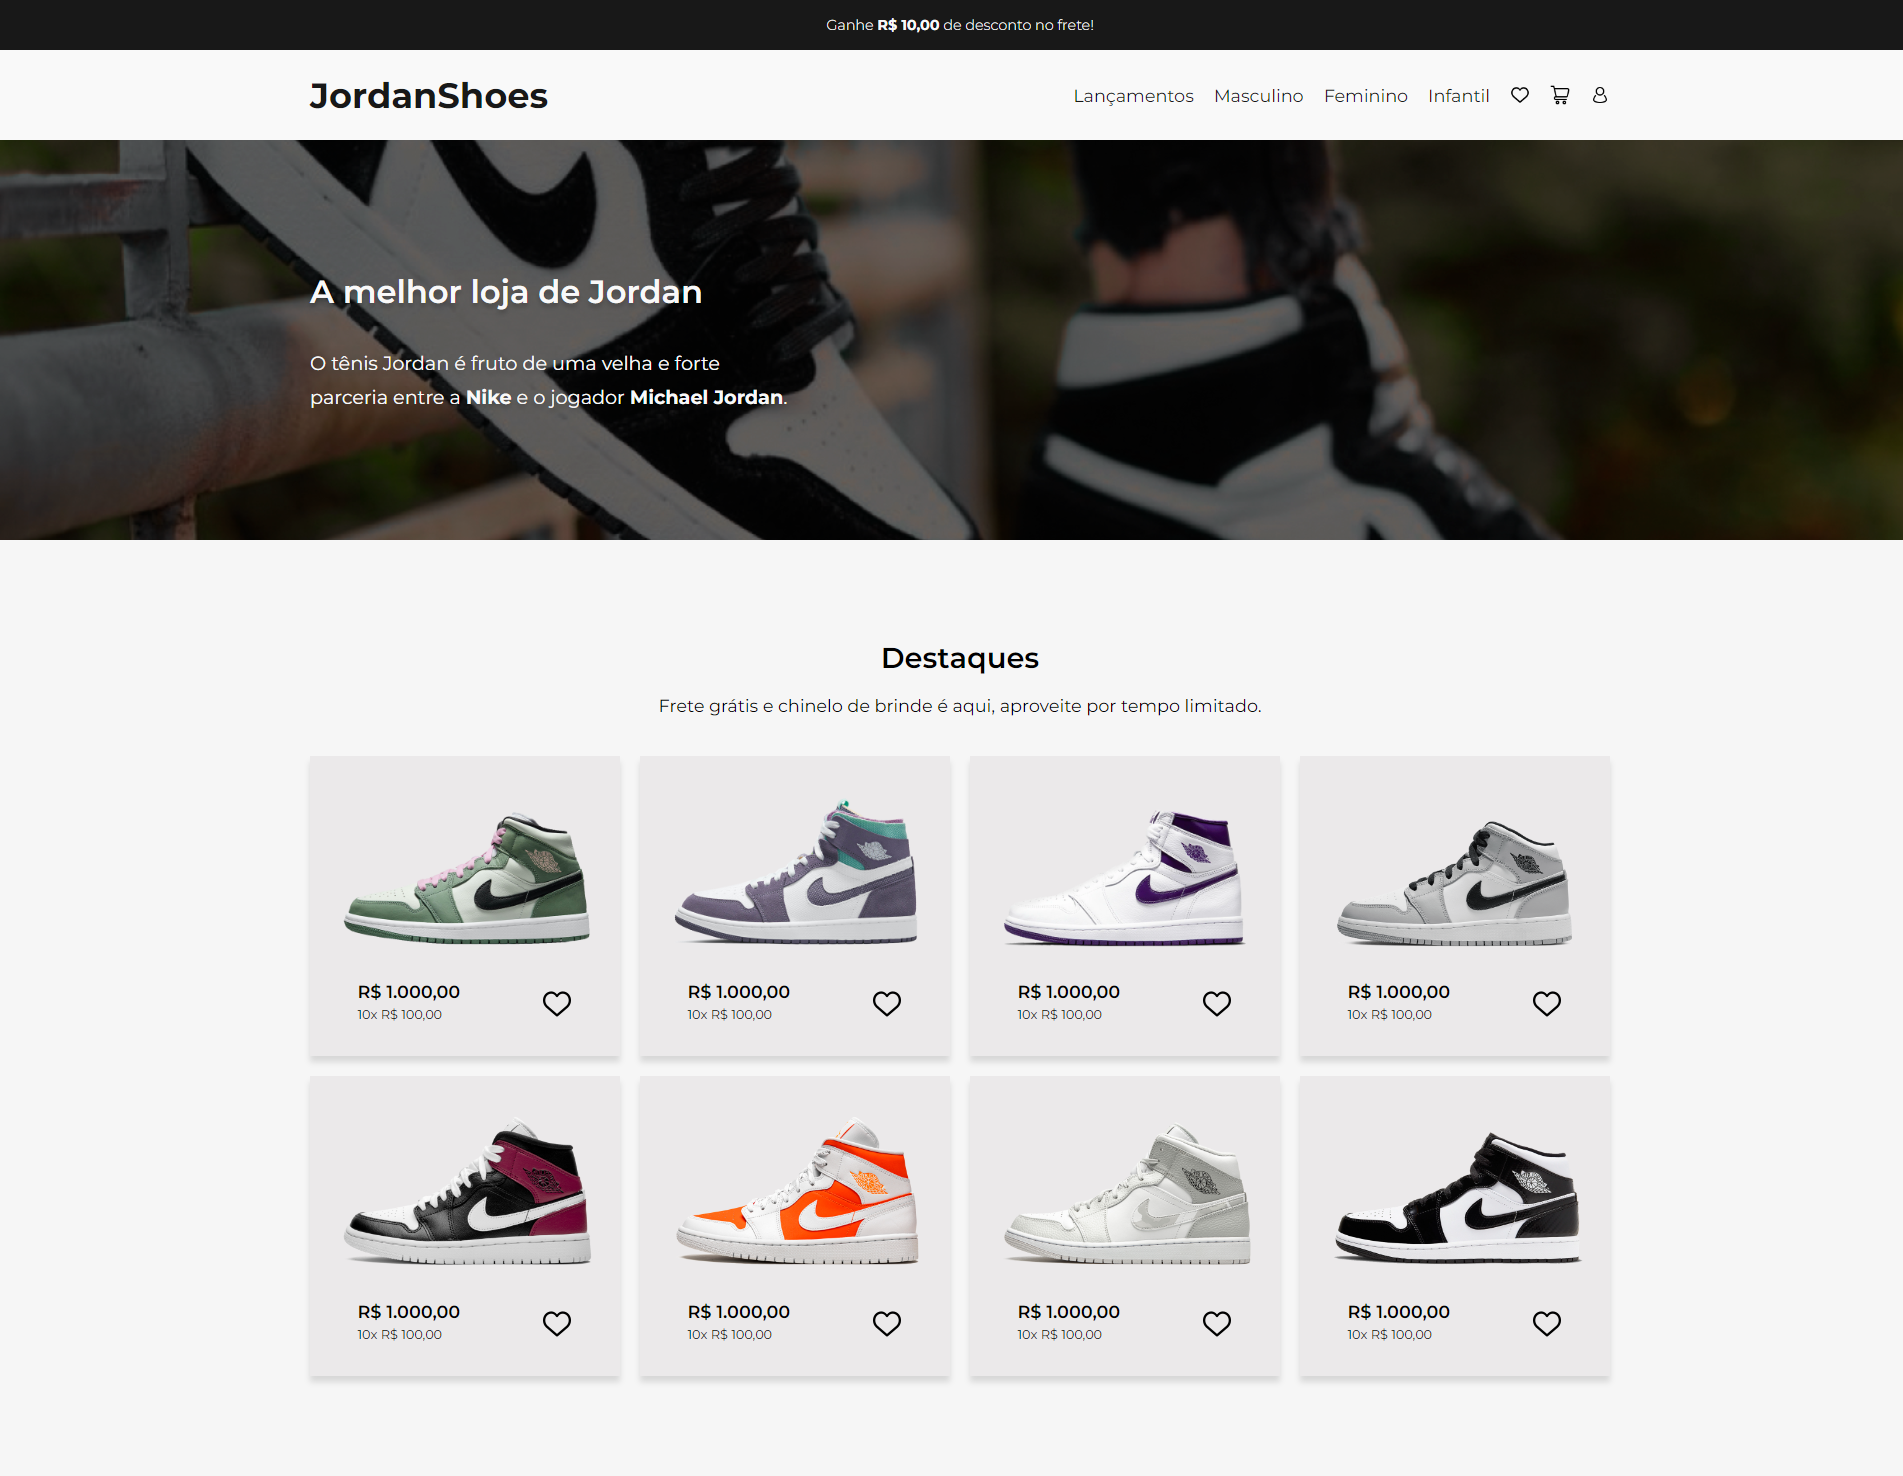 Ganhe R$ 10,00 de desconto no frete!
JordanShoes
Lançamentos Masculino Feminino Infantil
A melhor loja de Jordan
O tênis Jordan é fruto de uma velha e forte
parceria entre a Nike e o jogador Michael Jordan.
Destaques
Frete grátis e chinelo de brinde é aqui, aproveite por tempo limitado.
R$ 1.000,00
10x R$ 100,00
R$ 1.000,00
10x R$ 100,00
R$ 1.000,00
10x R$ 100,00
R$ 1.000,00
10x R$ 100,00
R$ 1.000,00
10x R$ 100,00
R$ 1.000,00
10x R$ 100,00
R$ 1.000,00
10x R$ 100,00
R$ 1.000,00
10x R$ 100,00